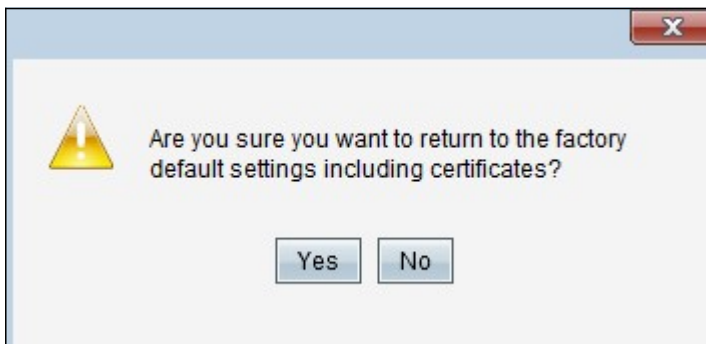 Are you sure you want to return to the factory
default settings including certificates?
Yes No